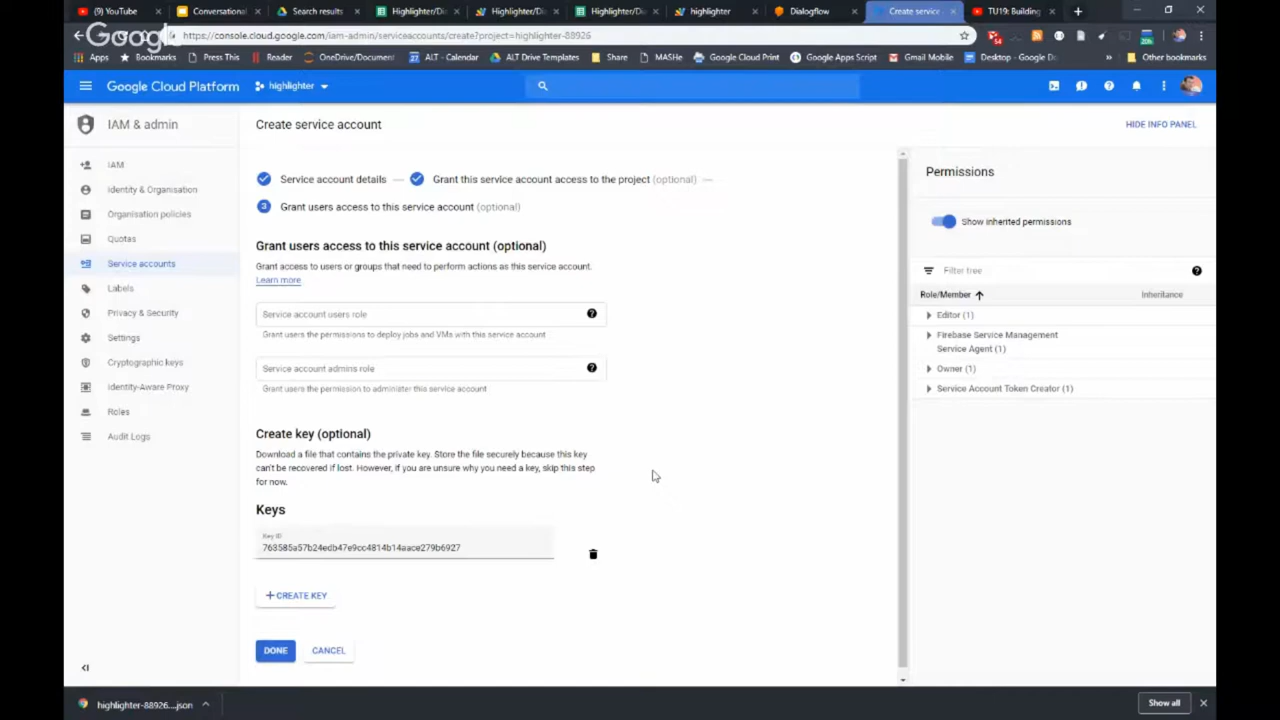 (1) YouTube
Conversational
Search results
Highlighter/Di
Highlighter/Di
Highlighter/Di
highlighter
Dialogflow
Create service
TU19: Building
Google
https://console.cloud.google.com/iam-admin/serviceaccounts/create?project=highlighter-88926
Apps
Bookmarks
Press This
Reader
OneDrive/Document
ALT - Calendar
ALT Drive Templates
Share
MASHe
Google Cloud Print
Google Apps Script
Gmail Mobile
Desktop - Google Do
»
Other bookmarks
Google Cloud Platform
highlighter
IAM & admin
Create service account
HIDE INFO PANEL
IAM
Identity & Organisation
Organisation policies
Quotas
Service accounts
Labels
Privacy & Security
Settings
Cryptographic keys
Identity-Aware Proxy
Roles
Audit Logs
Service account details — Grant this service account access to the project (optional) —
3 Grant users access to this service account (optional)
Grant users access to this service account (optional)
Grant access to users or groups that need to perform actions as this service account.
Learn more
Service account users role
Grant users the permissions to deploy jobs and VMs with this service account
Service account admins role
Grant users the permission to administer this service account
Create key (optional)
Download a file that contains the private key. Store the file securely because this key
can't be recovered if lost. However, if you are unsure why you need a key, skip this step
for now.
Keys
Key ID
763585a57b24edb47e9cc4814b14aace279b6927
+ CREATE KEY
DONE
CANCEL
Permissions
Show inherited permissions
Filter tree
Role/Member
Inheritance
Editor (1)
Firebase Service Management
Service Agent (1)
Owner (1)
Service Account Token Creator (1)
highlighter-88926....json
Show all